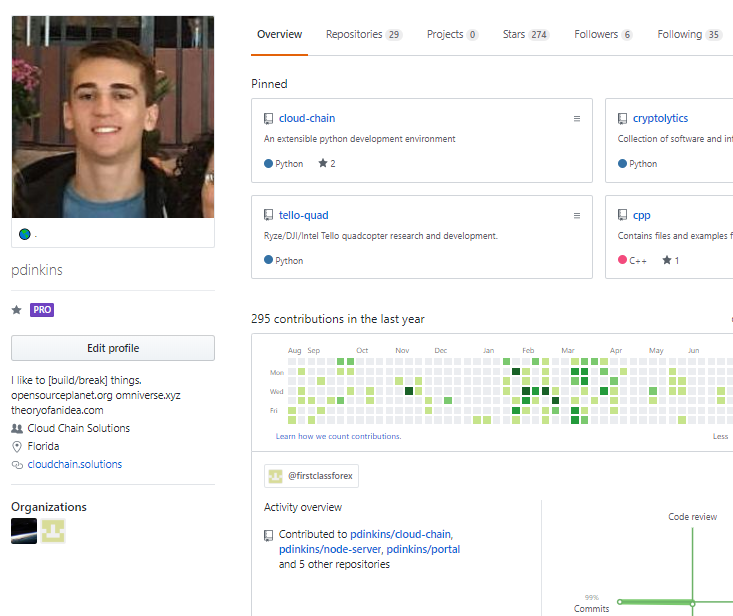 Overview Repositories 29 Projects 0 Stars 274 Followers 6 Following 35
Pinned
cloud-chain
An extensible python development environment
Python 2
cryptolytics
Collection of software and inf
Python
tello-quad
Ryze/DJI/Intel Tello quadcopter research and development.
Python
cpp
Contains files and examples f
C++ 1
.
pdinkins
PRO
Edit profile
I like to [build/break] things.
opensourceplanet.org omniverse.xyz
theoryofanidea.com
Cloud Chain Solutions
Florida
cloudchain.solutions
Organizations
295 contributions in the last year
Aug Sep Oct Nov Dec Jan Feb Mar Apr May Jun
Mon
Wed
Fri
Learn how we count contributions. Less
@firstclassforex
Activity overview
Contributed to pdinkins/cloud-chain,
pdinkins/node-server, pdinkins/portal
and 5 other repositories
Code review
99%
Commits